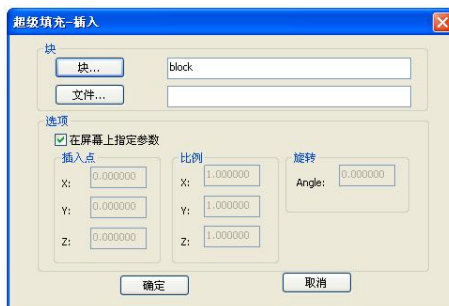 超级填充-插入
块
块... block
文件...
选项
在屏幕上指定参数
插入点 比例 旋转
X: 0.000000 X: 1.000000 Angle: 0.000000
Y: 0.000000 Y: 1.000000
Z: 0.000000 Z: 1.000000
确定 取消